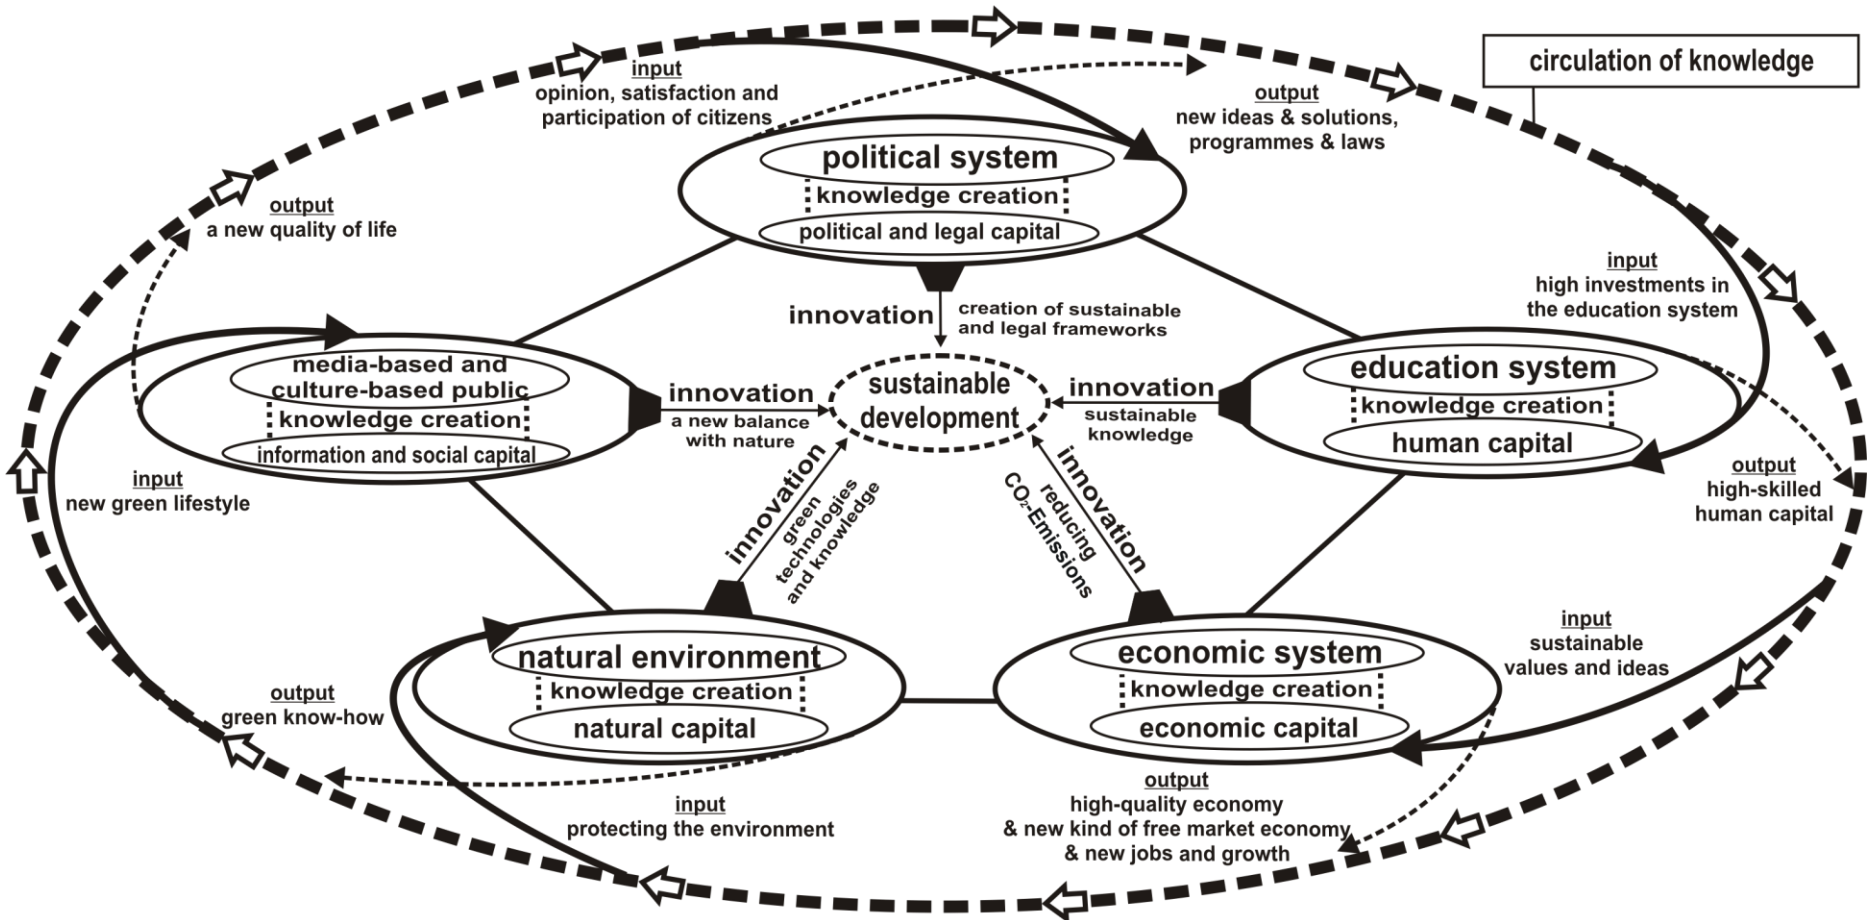 circulation of knowledge
input
opinion, satisfaction and
participation of citizens
output
new ideas & solutions,
programmes & laws
political system
knowledge creation
political and legal capital
output
a new quality of life
input
high investments in
the education system
innovation
creation of sustainable
and legal frameworks
media-based and
culture-based public
knowledge creation
information and social capital
innovation
a new balance
with nature
sustainable
development
innovation
sustainable
knowledge
education system
knowledge creation
human capital
input
new green lifestyle
output
high-skilled
human capital
innovation
green
technologies
and knowledge
innovation
reducing
CO₂-Emissions
natural environment
knowledge creation
natural capital
economic system
knowledge creation
economic capital
input
sustainable
values and ideas
output
green know-how
input
protecting the environment
output
high-quality economy
& new kind of free market economy
& new jobs and growth